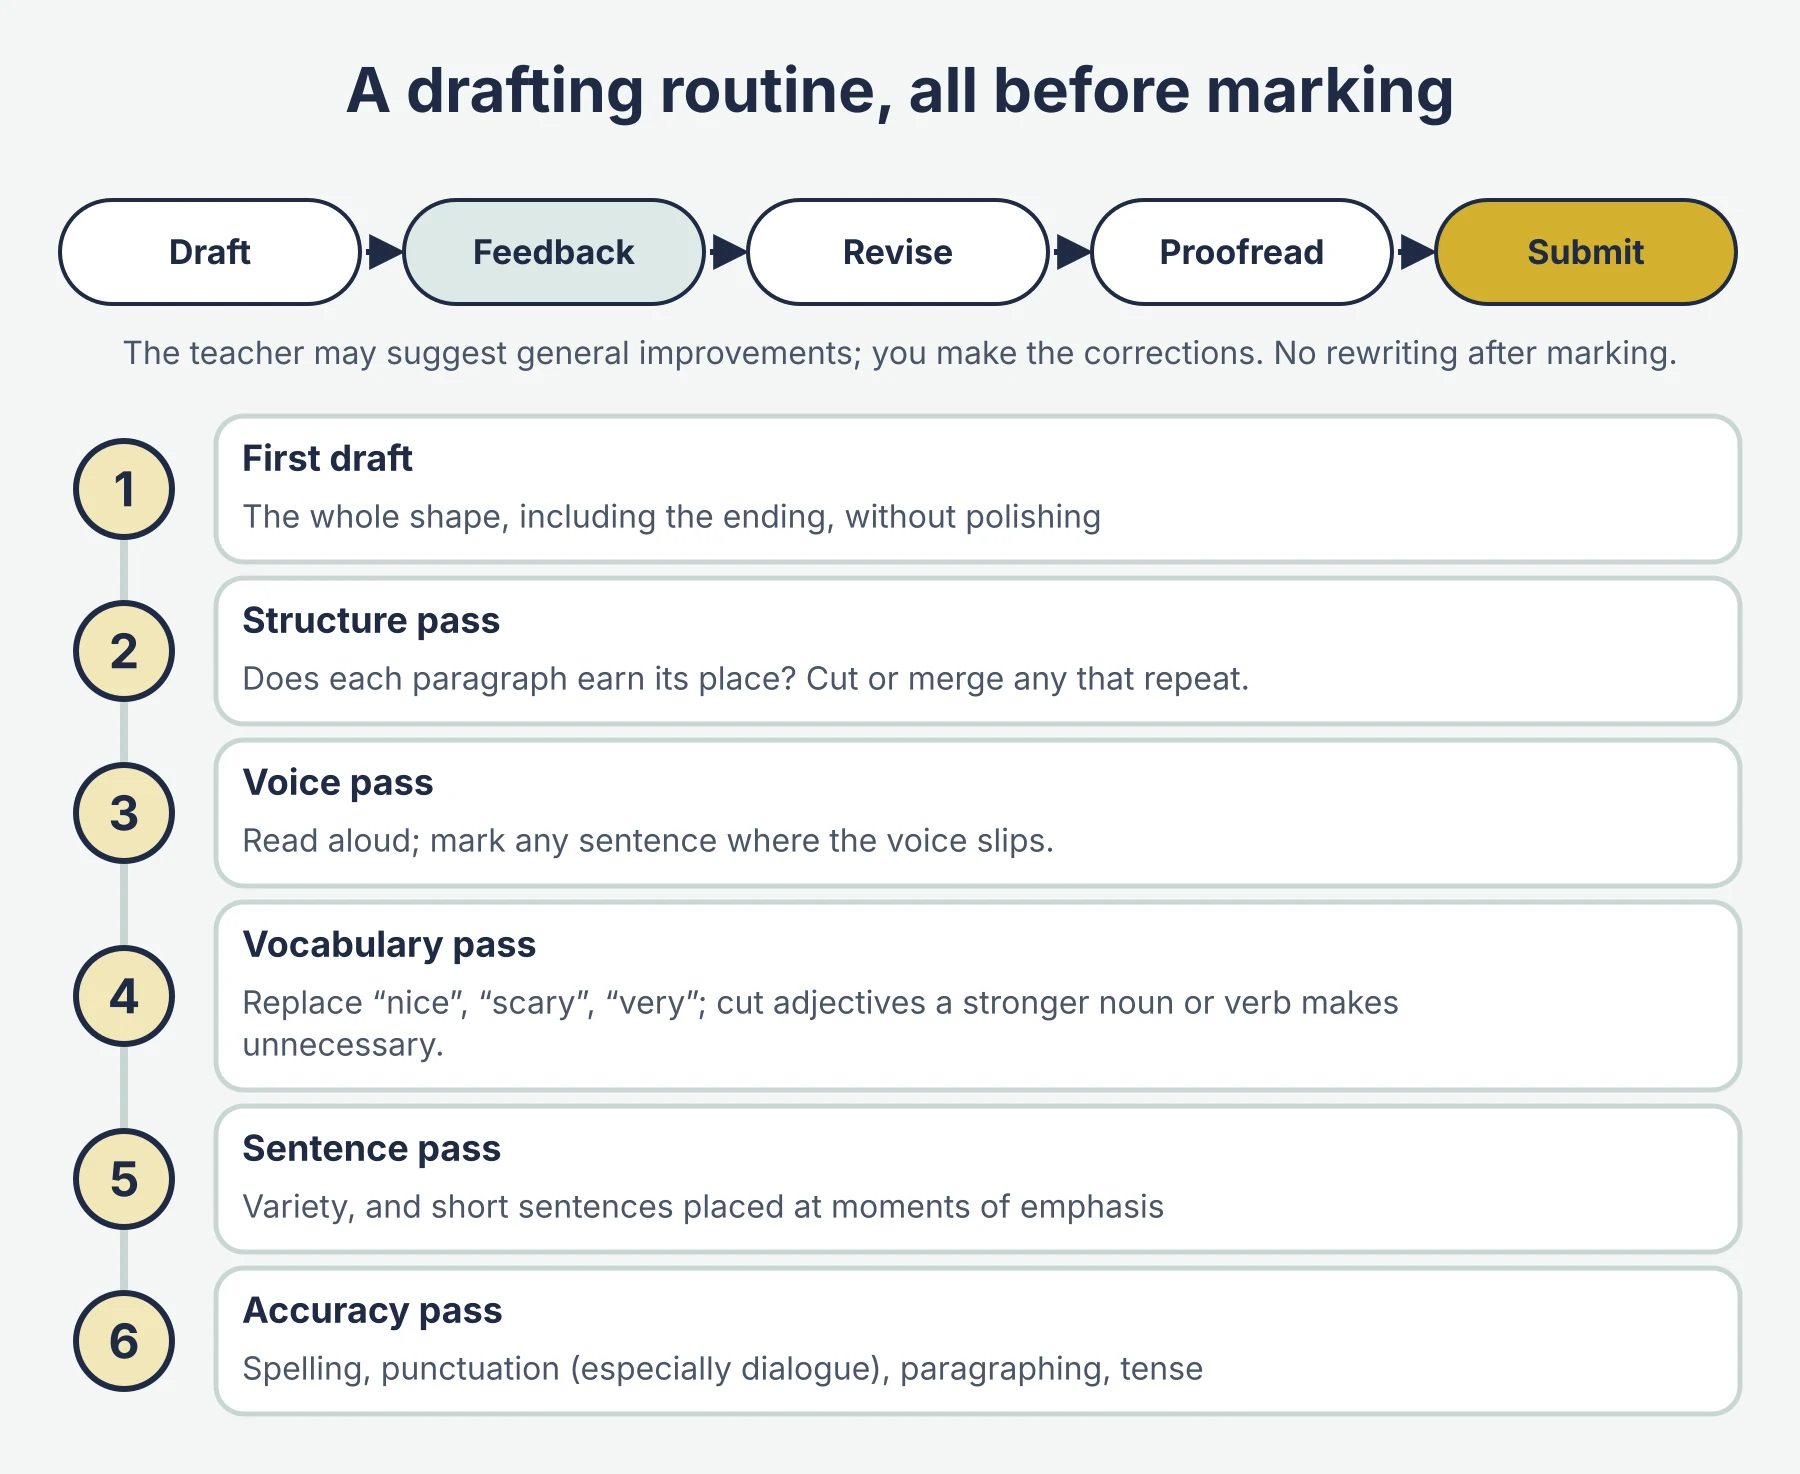 A drafting routine, all before marking
Draft
Feedback
Revise
Proofread
Submit
The teacher may suggest general improvements; you make the corrections. No rewriting after marking.
1
First draft
The whole shape, including the ending, without polishing
2
Structure pass
Does each paragraph earn its place? Cut or merge any that repeat.
3
Voice pass
Read aloud; mark any sentence where the voice slips.
4
Vocabulary pass
Replace “nice”, “scary”, “very”; cut adjectives a stronger noun or verb makes
unnecessary.
5
Sentence pass
Variety, and short sentences placed at moments of emphasis
6
Accuracy pass
Spelling, punctuation (especially dialogue), paragraphing, tense